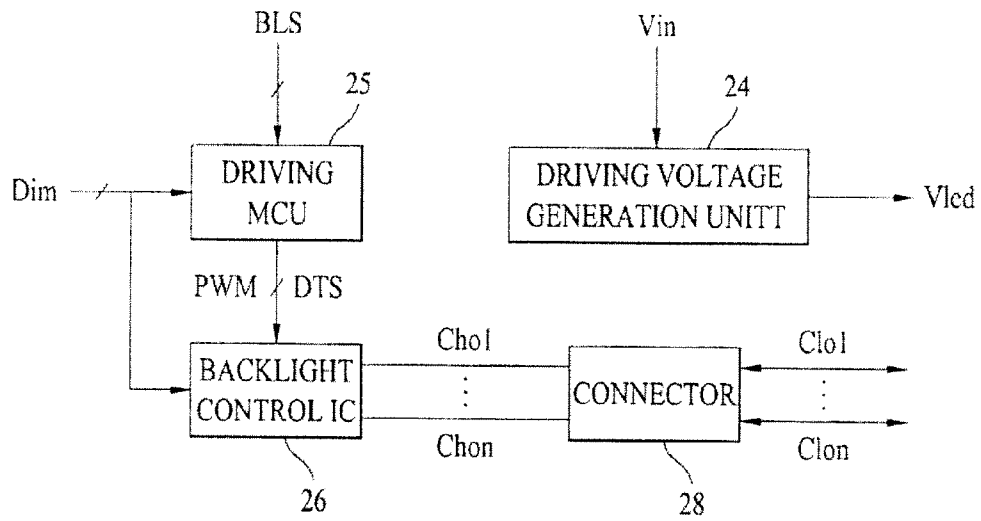 BLS
Vin
25
24
DRIVING
MCU
DRIVING VOLTAGE
GENERATION UNITT
Dim
Vlcd
PWM
DTS
BACKLIGHT
CONTROL IC
Cho1
Chon
CONNECTOR
Clo1
Clon
26
28